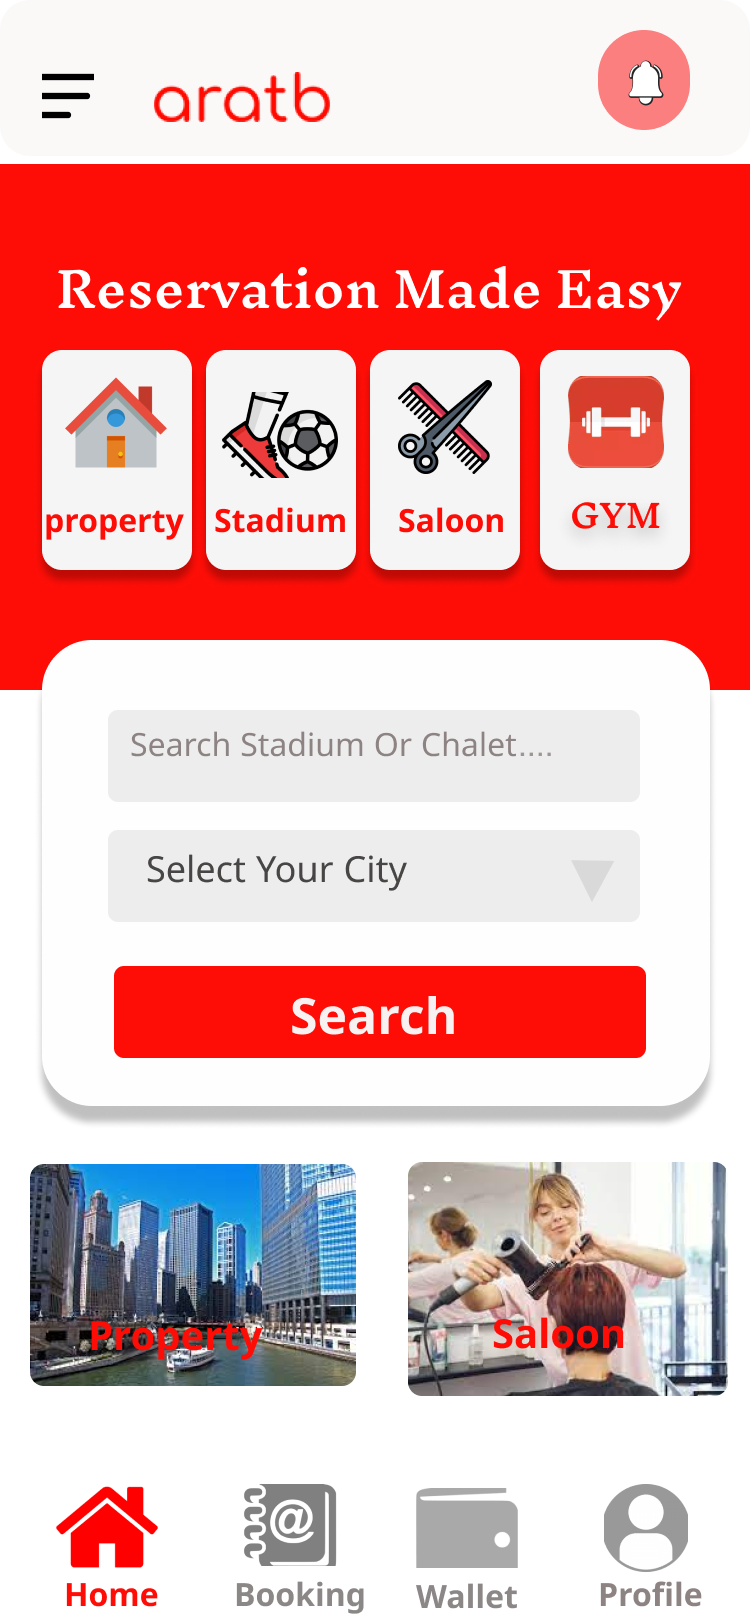 aratb
Reservation Made Easy
property
Stadium
Saloon
GYM
Search Stadium Or Chalet....
Select Your City
Search
Property
Saloon
@
Home
Booking
Wallet
Profile